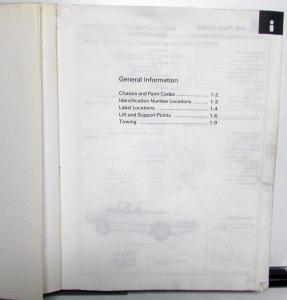 i
General Information
Chassis and Paint Codes .................. 1-2
Identification Number Locations ....... 1-3
Label Locations ............................ 1-4
Lift and Support Points ................... 1-6
Towing ........................................ 1-9